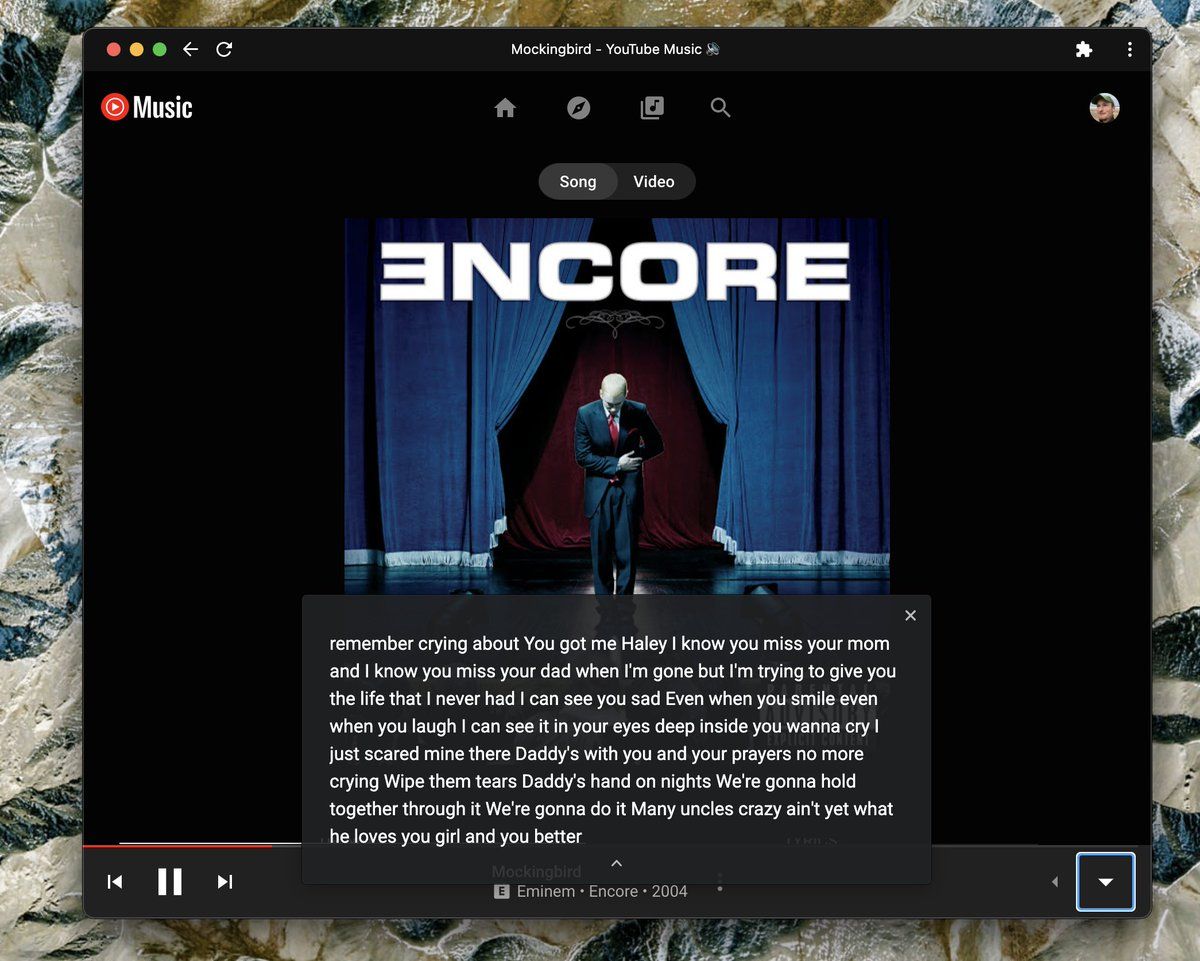 Mockingbird - YouTube Music
Music
Song
Video
ENCORE
remember crying about You got me Haley I know you miss your mom
and I know you miss your dad when I'm gone but I'm trying to give you
the life that I never had I can see you sad Even when you smile even
when you laugh I can see it in your eyes deep inside you wanna cry I
just scared mine there Daddy's with you and your prayers no more
crying Wipe them tears Daddy's hand on nights We're gonna hold
together through it We're gonna do it Many uncles crazy ain't yet what
he loves you girl and you better
LYRICS
Mockingbird
E Eminem • Encore • 2004